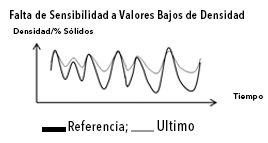 Falta de Sensibilidad a Valores Bajos de Densidad
Densidad/% Sólidos
Tiempo
Referencia; Ultimo